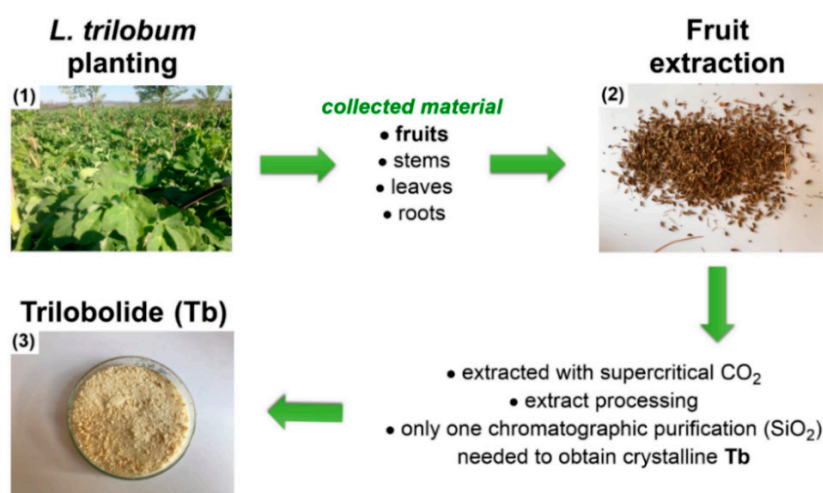 L. trilobum
planting
(1)
collected material
• fruits
• stems
• leaves
• roots
Fruit
extraction
(2)
• extracted with supercritical CO₂
• extract processing
• only one chromatographic purification (SiO₂)
needed to obtain crystalline Tb
Trilobolide (Tb)
(3)